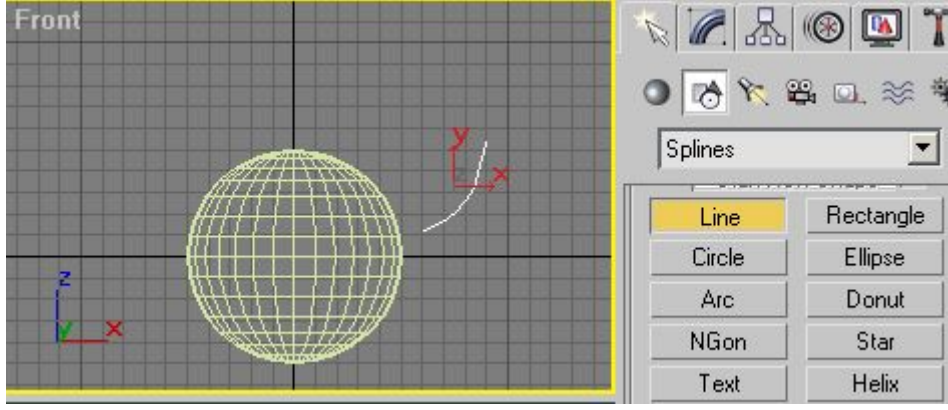 Front
y
x
z
y
x
Splines
Line Rectangle
Circle Ellipse
Arc Donut
NGon Star
Text Helix